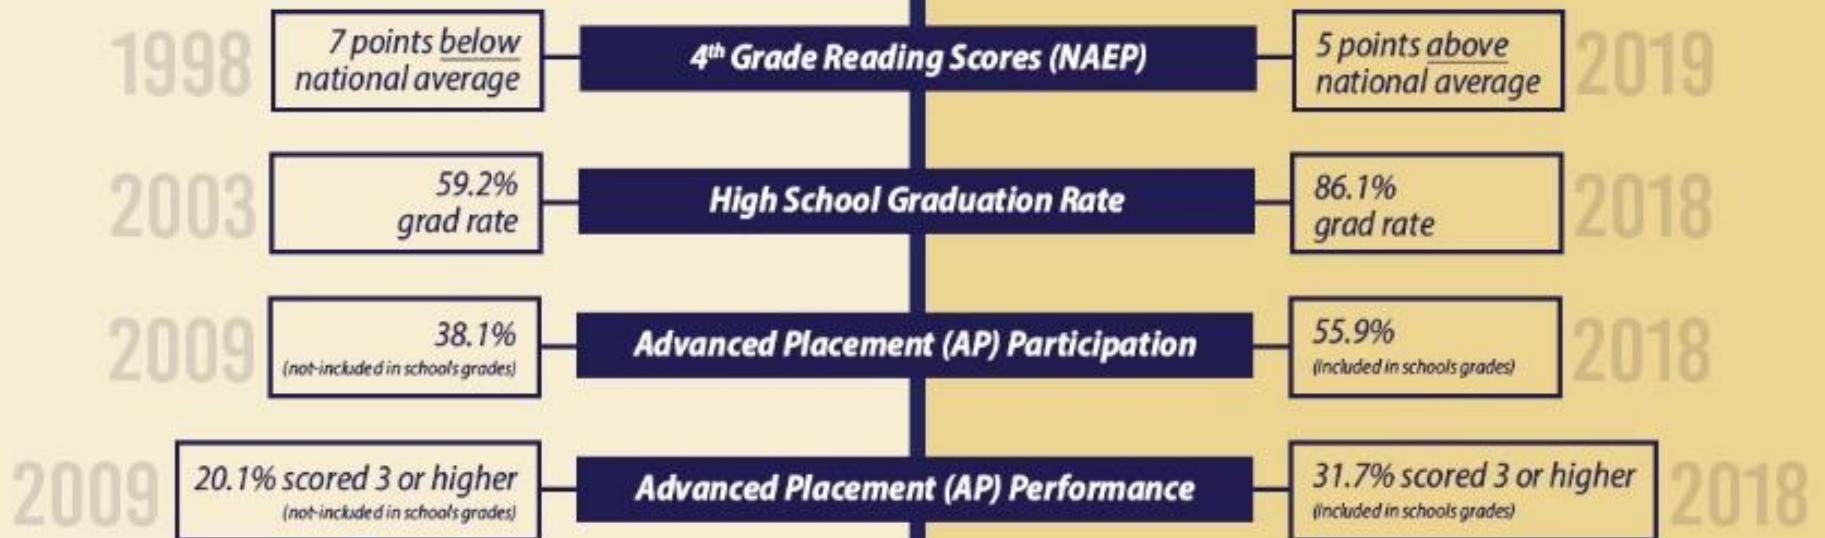 1998
7 points below
national average
4th Grade Reading Scores (NAEP)
5 points above
national average
2019
2003
59.2%
grad rate
High School Graduation Rate
86.1%
grad rate
2018
2009
38.1%
(not-included in schools grades)
Advanced Placement (AP) Participation
55.9%
(included in schools grades)
2018
2009
20.1% scored 3 or higher
(not-included in schools grades)
Advanced Placement (AP) Performance
31.7% scored 3 or higher
(included in schools grades)
2018